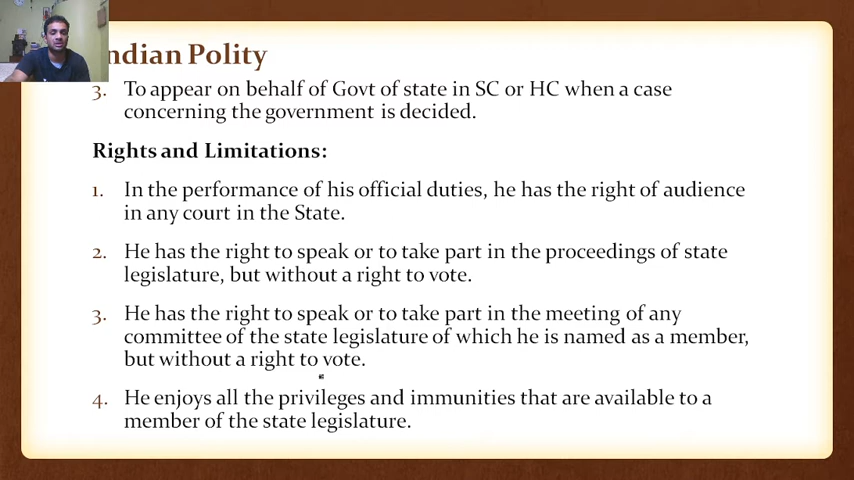 ndian Polity
3. To appear on behalf of Govt of state in SC or HC when a case
concerning the government is decided.
Rights and Limitations:
1. In the performance of his official duties, he has the right of audience
in any court in the State.
2. He has the right to speak or to take part in the proceedings of state
legislature, but without a right to vote.
3. He has the right to speak or to take part in the meeting of any
committee of the state legislature of which he is named as a member,
but without a right to vote.
4. He enjoys all the privileges and immunities that are available to a
member of the state legislature.